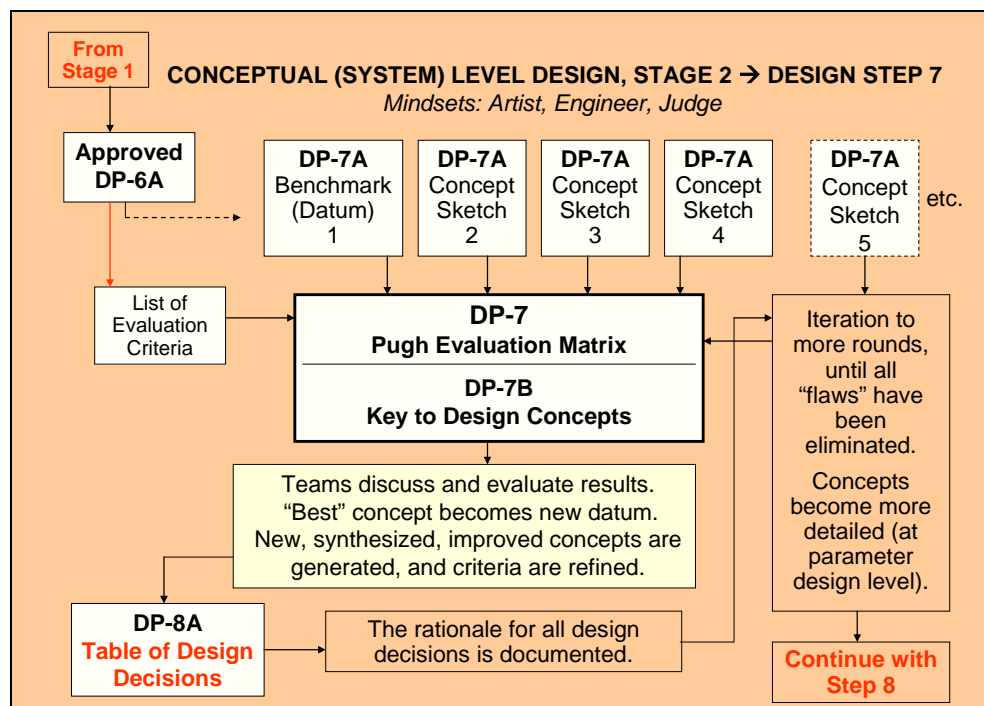 From
Stage 1
CONCEPTUAL (SYSTEM) LEVEL DESIGN, STAGE 2 → DESIGN STEP 7
Mindsets: Artist, Engineer, Judge
Approved
DP-6A
DP-7A
Benchmark
(Datum)
1
DP-7A
Concept
Sketch
2
DP-7A
Concept
Sketch
3
DP-7A
Concept
Sketch
4
DP-7A
Concept
Sketch
5
etc.
List of
Evaluation
Criteria
DP-7
Pugh Evaluation Matrix
DP-7B
Key to Design Concepts
Iteration to
more rounds,
until all
“flaws” have
been
eliminated.
Concepts
become more
detailed (at
parameter
design level).
Teams discuss and evaluate results.
“Best” concept becomes new datum.
New, synthesized, improved concepts are
generated, and criteria are refined.
DP-8A
Table of Design
Decisions
The rationale for all design
decisions is documented.
Continue with
Step 8